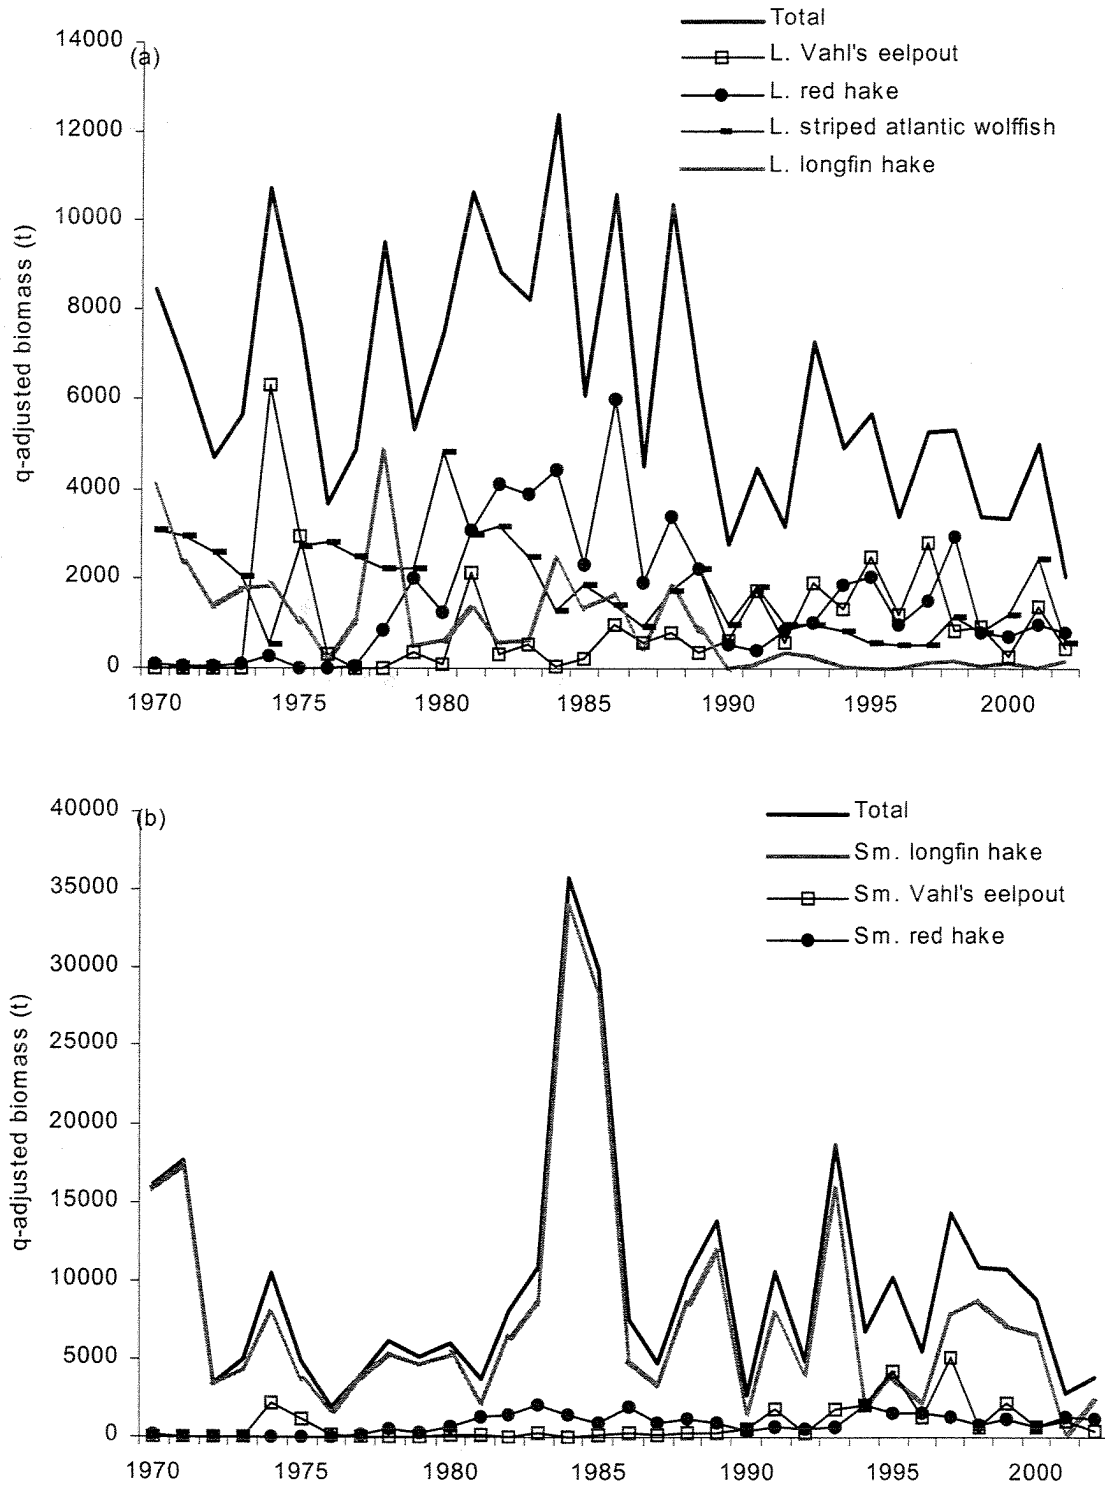 Total
L. Vahl's eelpout
L. red hake
L. striped atlantic wolffish
L. longfin hake
(a)
q-adjusted biomass (t)
14000
12000
10000
8000
6000
4000
2000
0
1970 1975 1980 1985 1990 1995 2000
Total
Sm. longfin hake
Sm. Vahl's eelpout
Sm. red hake
(b)
q-adjusted biomass (t)
40000
35000
30000
25000
20000
15000
10000
5000
0
1970 1975 1980 1985 1990 1995 2000